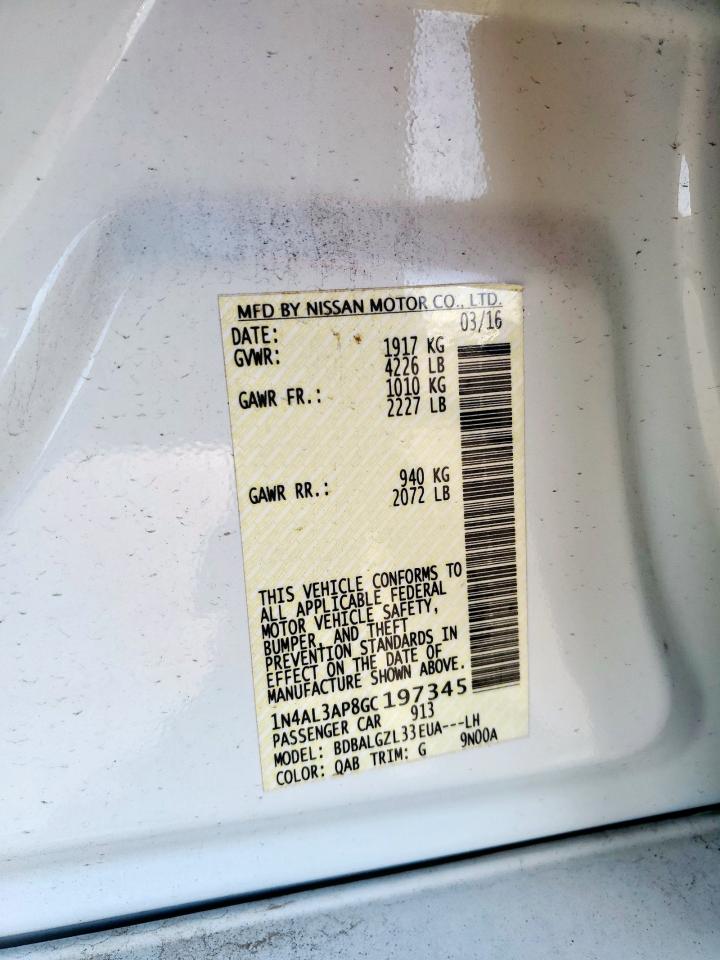 MFD BY NISSAN MOTOR CO., LTD.
DATE: 03/16
GVWR: 1917 KG
4226 LB
GAWR FR.: 1010 KG
2227 LB
GAWR RR.: 940 KG
2072 LB
THIS VEHICLE CONFORMS TO
ALL APPLICABLE FEDERAL
MOTOR VEHICLE SAFETY,
BUMPER, AND THEFT
PREVENTION STANDARDS IN
EFFECT ON THE DATE OF
MANUFACTURE SHOWN ABOVE.
1N4AL3AP8GC197345
PASSENGER CAR 913
MODEL: BDBALGZL33EUA---LH
COLOR: QAB TRIM: G 9N00A